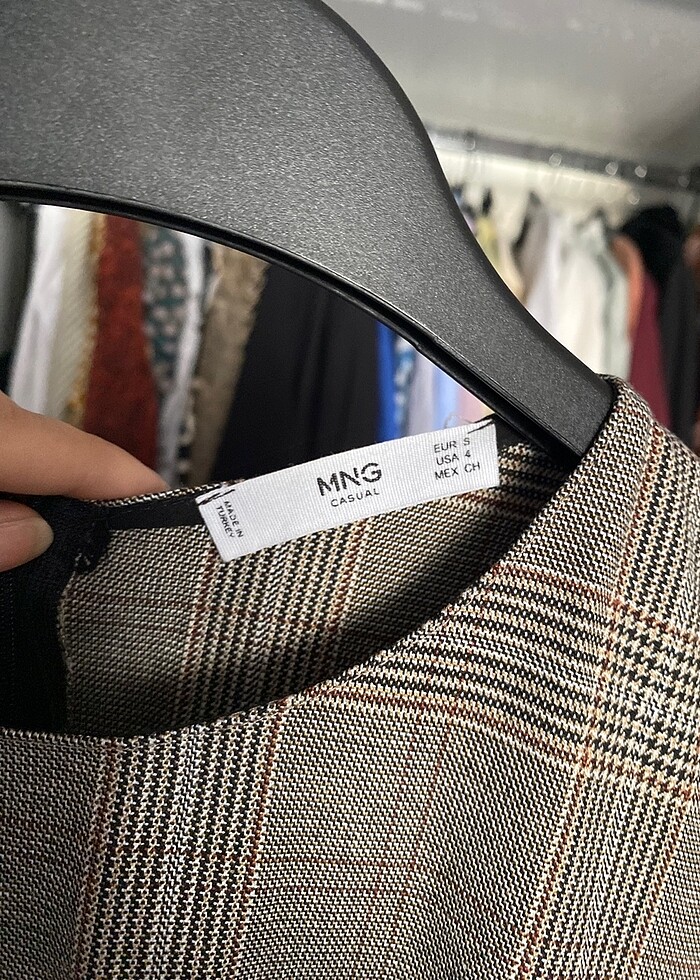 MADE IN
TURKEY
MNG
CASUAL
EUR S
USA 4
MEX CH